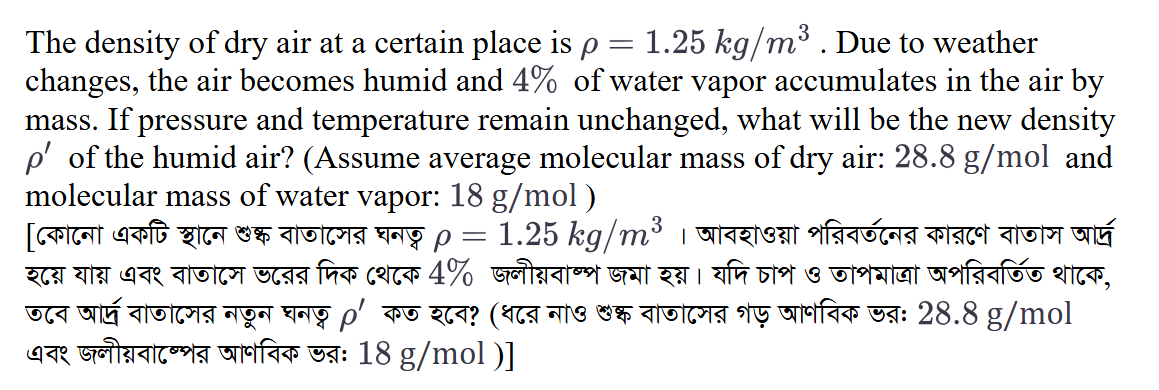 The density of dry air at a certain place is ρ = 1.25 kg/m³ . Due to weather
changes, the air becomes humid and 4% of water vapor accumulates in the air by
mass. If pressure and temperature remain unchanged, what will be the new density
ρ′ of the humid air? (Assume average molecular mass of dry air: 28.8 g/mol and
molecular mass of water vapor: 18 g/mol )
[কোনো একটি স্থানে শুষ্ক বাতাসের ঘনত্ব ρ = 1.25 kg/m³ । আবহাওয়া পরিবর্তনের কারণে বাতাস আর্দ্র
হয়ে যায় এবং বাতাসে ভরের দিক থেকে 4% জলীয়বাষ্প জমা হয়। যদি চাপ ও তাপমাত্রা অপরিবর্তিত থাকে,
তবে আর্দ্র বাতাসের নতুন ঘনত্ব ρ′ কত হবে? (ধরে নাও শুষ্ক বাতাসের গড় আণবিক ভরঃ 28.8 g/mol
এবং জলীয়বাষ্পের আণবিক ভরঃ 18 g/mol )]